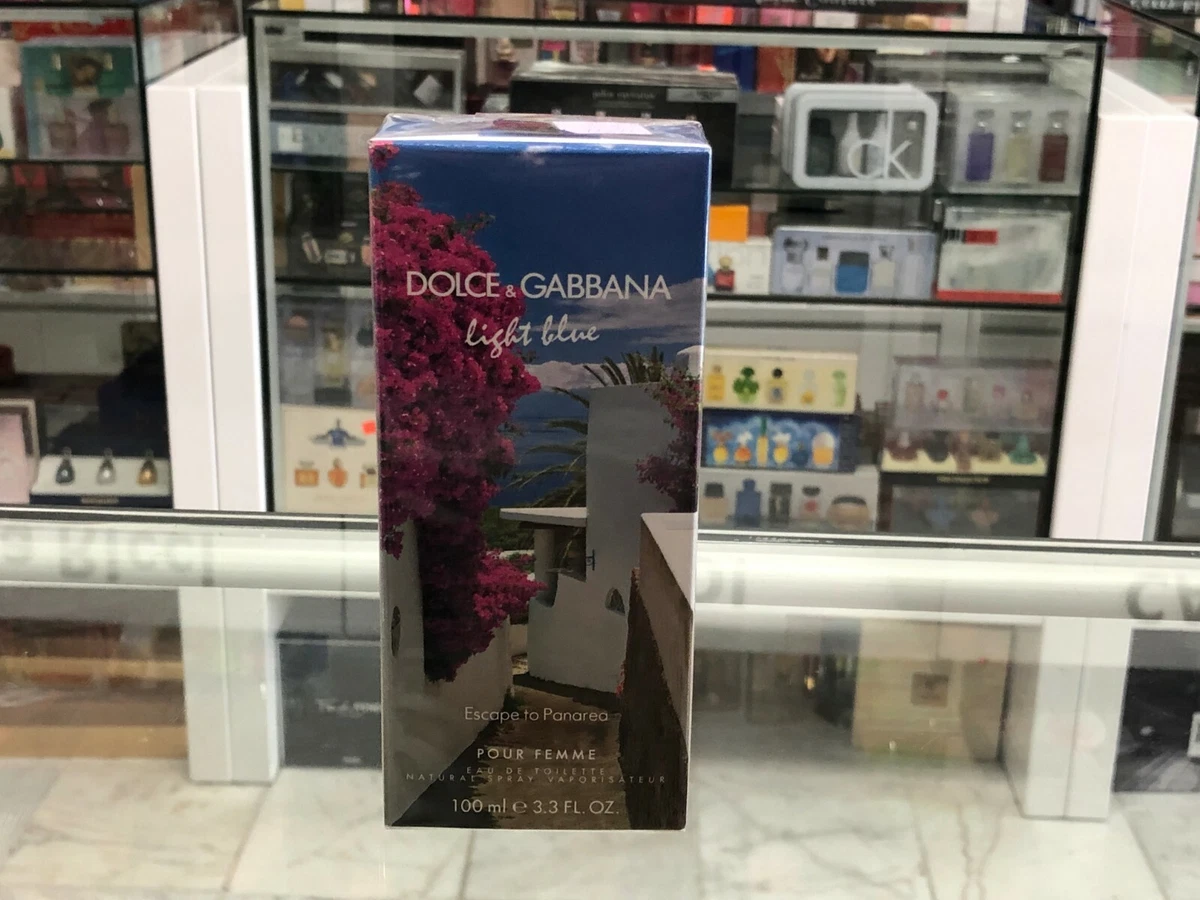 DOLCE & GABBANA
light blue
Escape to Panarea
POUR FEMME
EAU DE TOILETTE
NATURAL SPRAY VAPORISATEUR
100 ml e 3.3 FL. OZ.
CK